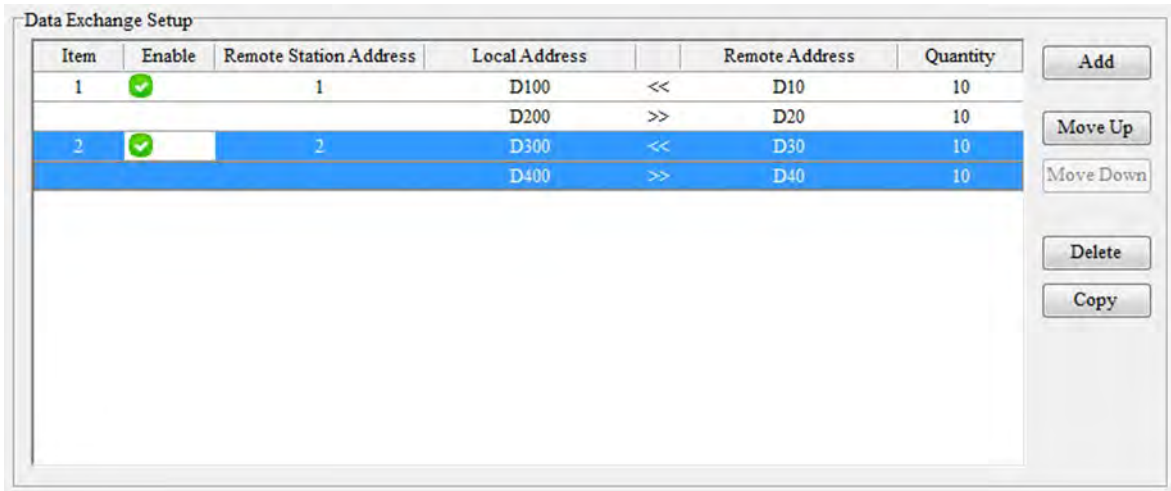 Data Exchange Setup
Item Enable Remote Station Address Local Address Remote Address Quantity
1 1 D100 << D10 10
D200 >> D20 10
2 2 D300 << D30 10
D400 >> D40 10
Add
Move Up
Move Down
Delete
Copy